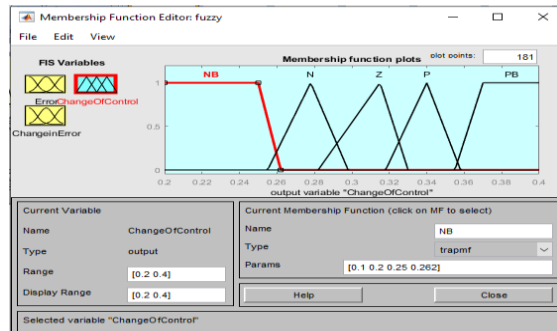 Membership Function Editor: fuzzy
File Edit View
FIS Variables
Membership function plots plot points: 181
NB N Z P PB
1
0.5
0
Error ChangeOfControl
ChangeinError
0.2 0.22 0.24 0.26 0.28 0.3 0.32 0.34 0.36 0.38 0.4
output variable "ChangeOfControl"
Current Variable
Name ChangeOfControl
Type output
Range [0.2 0.4]
Display Range [0.2 0.4]
Current Membership Function (click on MF to select)
Name NB
Type trapmf
Params [0.1 0.2 0.25 0.262]
Help Close
Selected variable "ChangeOfControl"